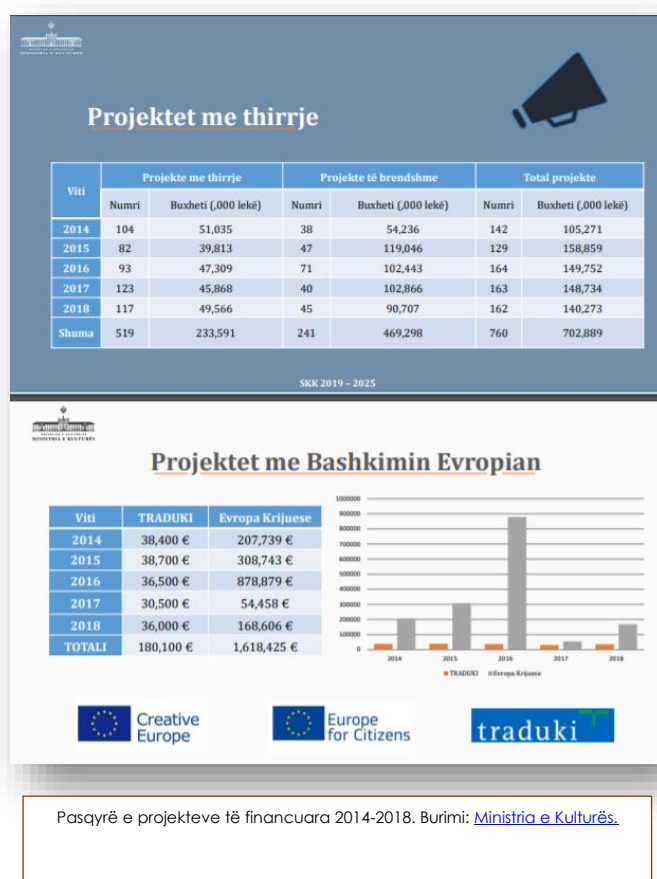 MINISTRIA E KULTURËS
Projektet me thirrje
Viti Projekte me thirrje Projekte të brendshme Total projekte
Numri Buxheti (,000 lekë) Numri Buxheti (,000 lekë) Numri Buxheti (,000 lekë)
2014 104 51,035 38 54,236 142 105,271
2015 82 39,813 47 119,046 129 158,859
2016 93 47,309 71 102,443 164 149,752
2017 123 45,868 40 102,866 163 148,734
2018 117 49,566 45 90,707 162 140,273
Shuma 519 233,591 241 469,298 760 702,889
SKK 2019 – 2025
MINISTRIA E KULTURËS
Projektet me Bashkimin Evropian
Viti TRADUKI Evropa Krijuese
2014 38,400 € 207,739 €
2015 38,700 € 308,743 €
2016 36,500 € 878,879 €
2017 30,500 € 54,458 €
2018 36,000 € 168,606 €
TOTALI 180,100 € 1,618,425 €
1000000
900000
800000
700000
600000
500000
400000
300000
200000
100000
0
2014 2015 2016 2017 2018
TRADUKI Evropa Krijuese
Creative
Europe
Europe
for Citizens
traduki
Pasqyrë e projekteve të financuara 2014-2018. Burimi: Ministria e Kulturës.